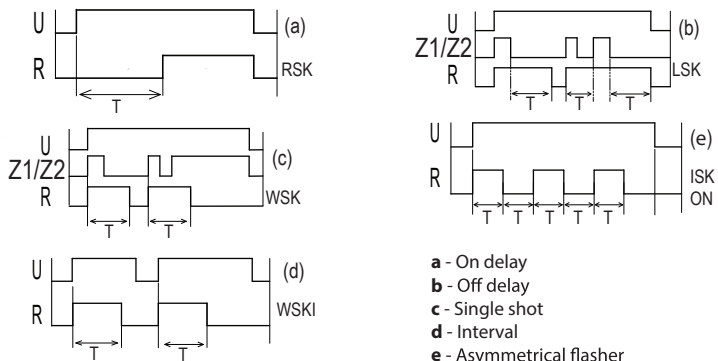 U
(a)
R
RSK
T
U
(b)
Z1/Z2
R
LSK
T T T
U
Z1/Z2
(c)
R
WSK
T T
U
(e)
R
ISK
ON
T T T T T
U
(d)
R
WSKI
T T
a - On delay
b - Off delay
c - Single shot
d - Interval
e - Asymmetrical flasher